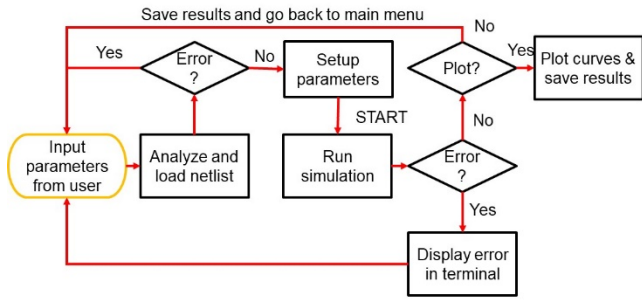 Save results and go back to main menu
No
Yes
Error
?
No
Setup
parameters
Plot?
Yes
Plot curves &
save results
START
No
Input
parameters
from user
Analyze and
load netlist
Run
simulation
Error
?
Yes
Display error
in terminal